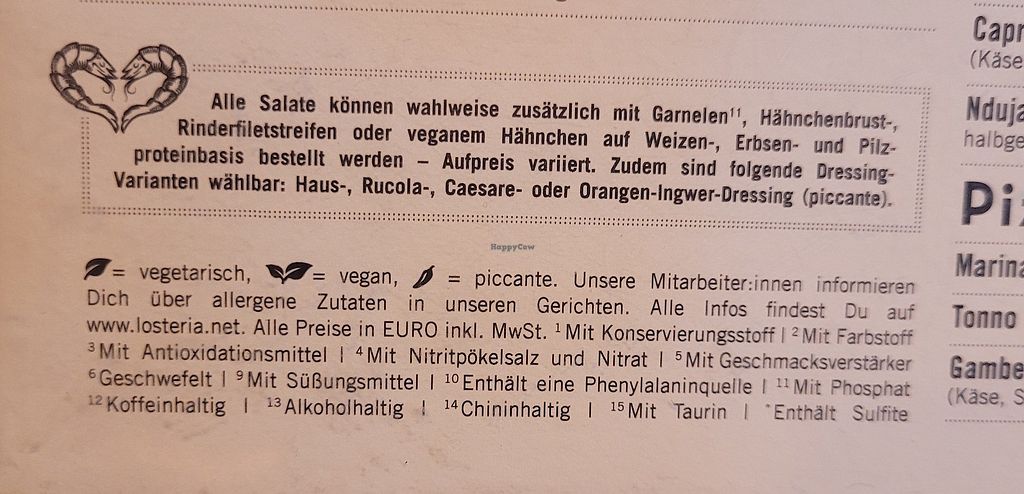 Alle Salate können wahlweise zusätzlich mit Garnelen¹¹, Hähnchenbrust-,
Rinderfiletstreifen oder veganem Hähnchen auf Weizen-, Erbsen- und Pilz-
proteinbasis bestellt werden – Aufpreis variiert. Zudem sind folgende Dressing-
Varianten wählbar: Haus-, Rucola-, Caesare- oder Orangen-Ingwer-Dressing (piccante).
HappyCow
= vegetarisch, = vegan, = piccante. Unsere Mitarbeiter:innen informieren
Dich über allergene Zutaten in unseren Gerichten. Alle Infos findest Du auf
www.losteria.net. Alle Preise in EURO inkl. MwSt. ¹ Mit Konservierungsstoff | ² Mit Farbstoff
³ Mit Antioxidationsmittel | ⁴ Mit Nitritpökelsalz und Nitrat | ⁵ Mit Geschmacksverstärker
⁶ Geschwefelt | ⁹ Mit Süßungsmittel | ¹⁰ Enthält eine Phenylalaninquelle | ¹¹ Mit Phosphat
¹² Koffeinhaltig | ¹³ Alkoholhaltig | ¹⁴ Chininhaltig | ¹⁵ Mit Taurin | * Enthält Sulfite
Capr
(Käse
Nduja
halbge
Piz
Marina
Tonno
Gambe
(Käse, S